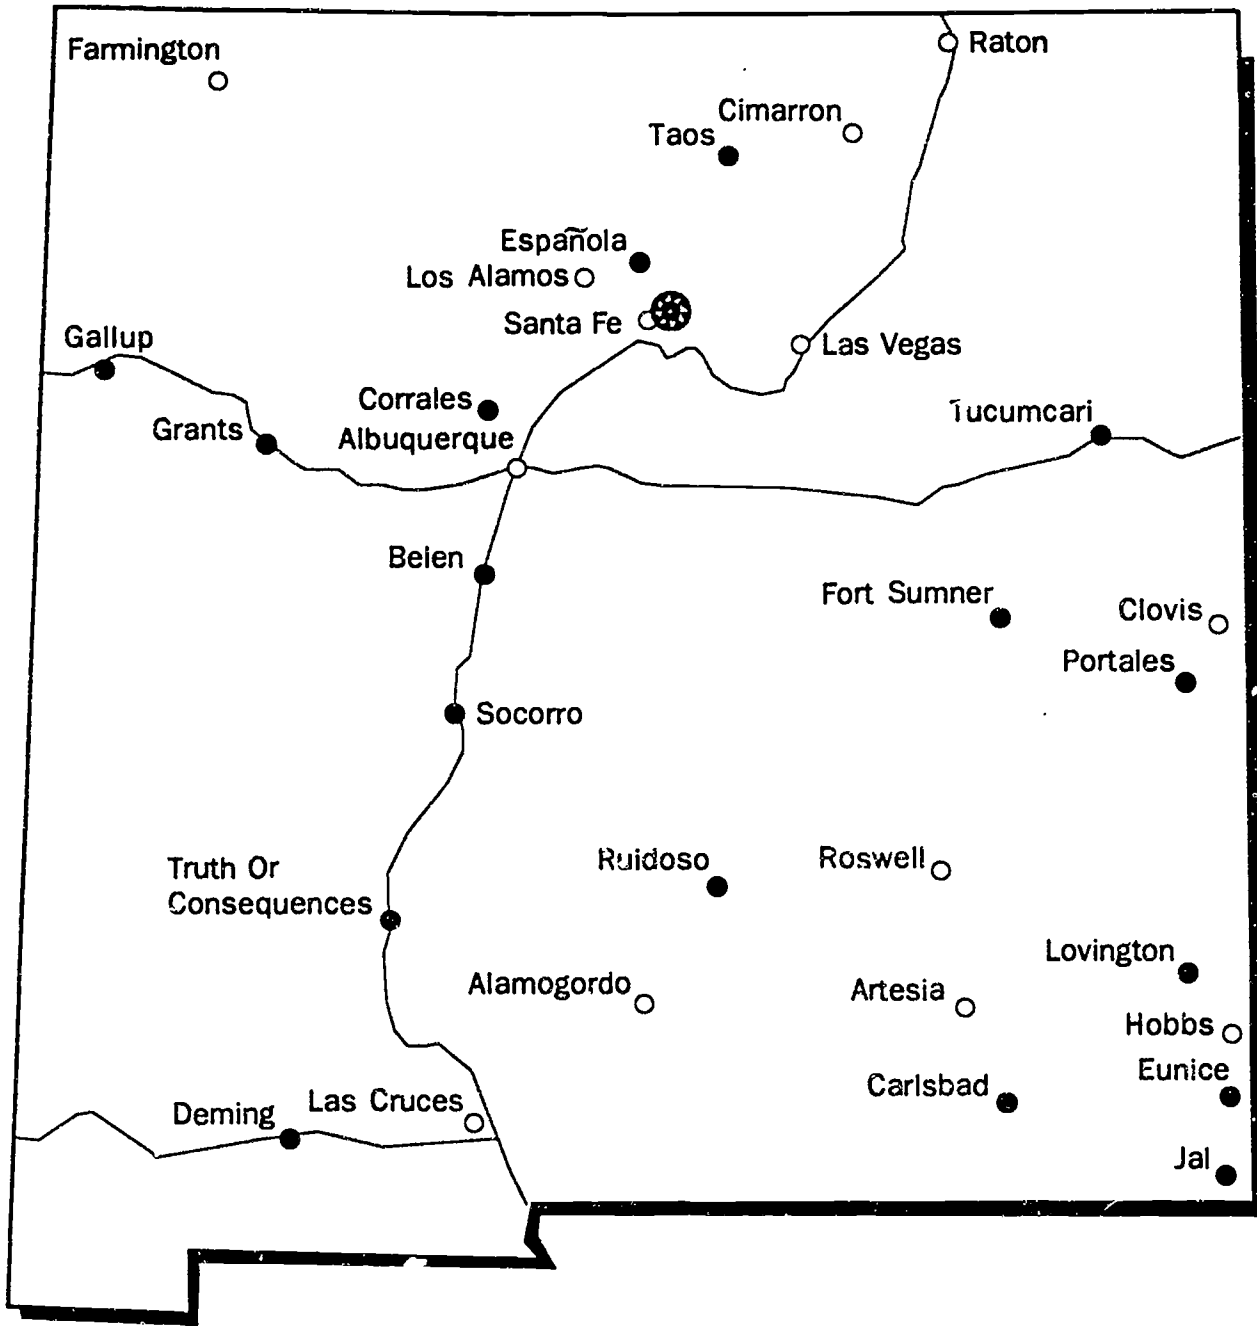 Farmington
Raton
Cimarron
Taos
Española
Los Alamos
Santa Fe
Gallup
Las Vegas
Corrales
Tucumcari
Grants
Albuquerque
Belen
Fort Sumner
Clovis
Portales
Socorro
Truth Or
Consequences
Ruidoso
Roswell
Lovington
Alamogordo
Artesia
Hobbs
Eunice
Carlsbad
Las Cruces
Deming
Jal